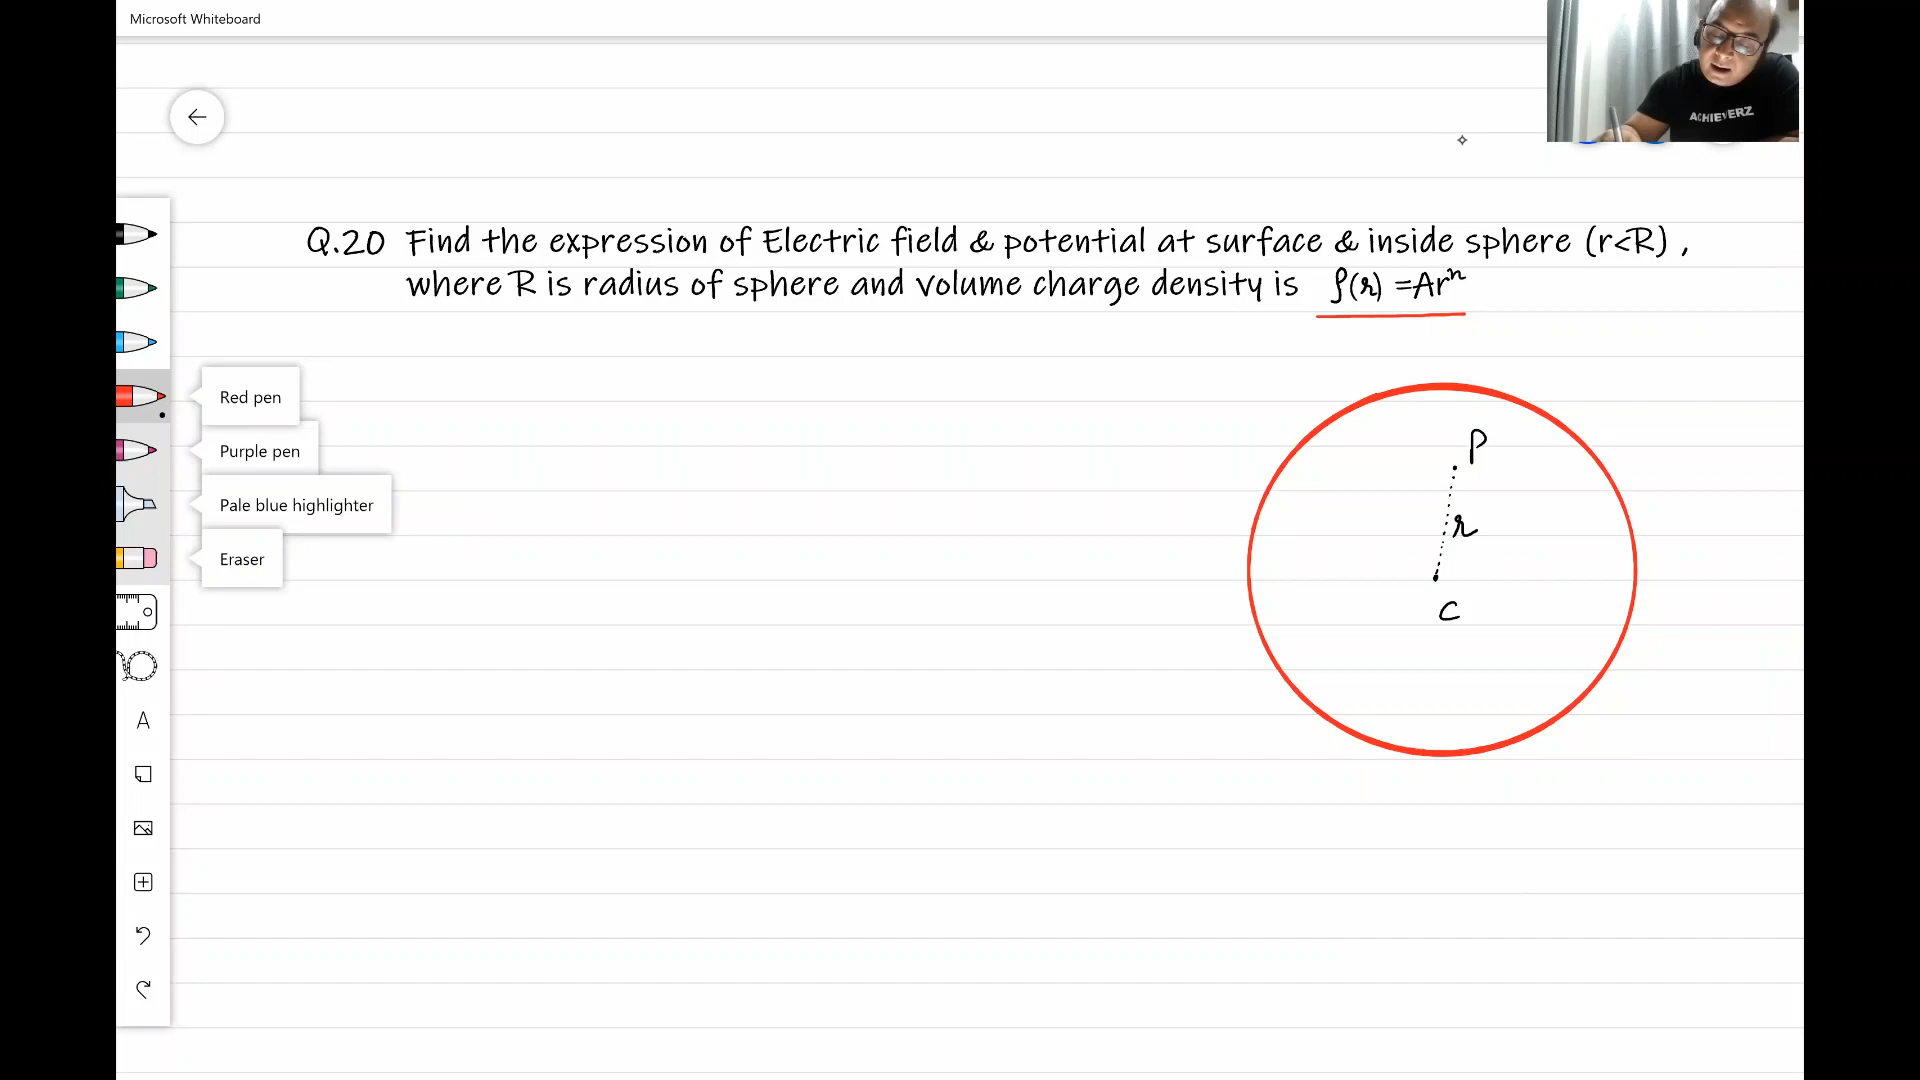 Microsoft Whiteboard
ACHIEVERZ
Q.20 Find the expression of Electric field & potential at surface & inside sphere (r<R) ,
where R is radius of sphere and volume charge density is ρ(r) =Arⁿ
Red pen
Purple pen
Pale blue highlighter
Eraser
P
r
C
A